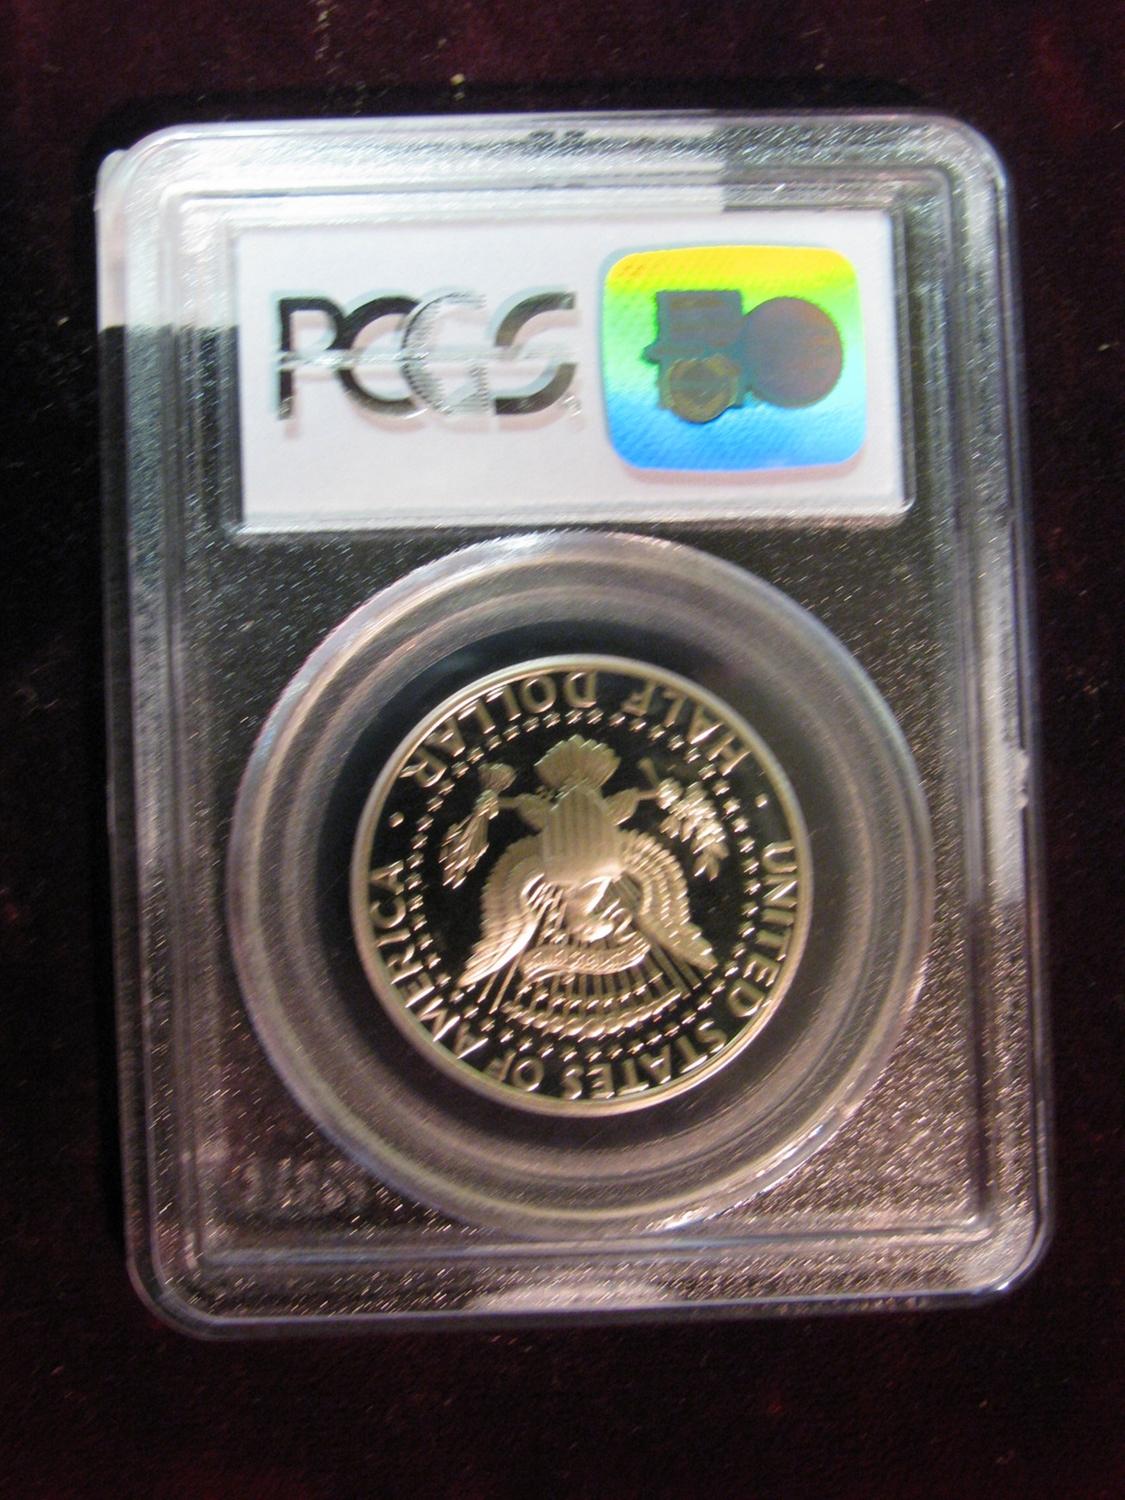 PCGS
UNITED STATES OF AMERICA
HALF DOLLAR